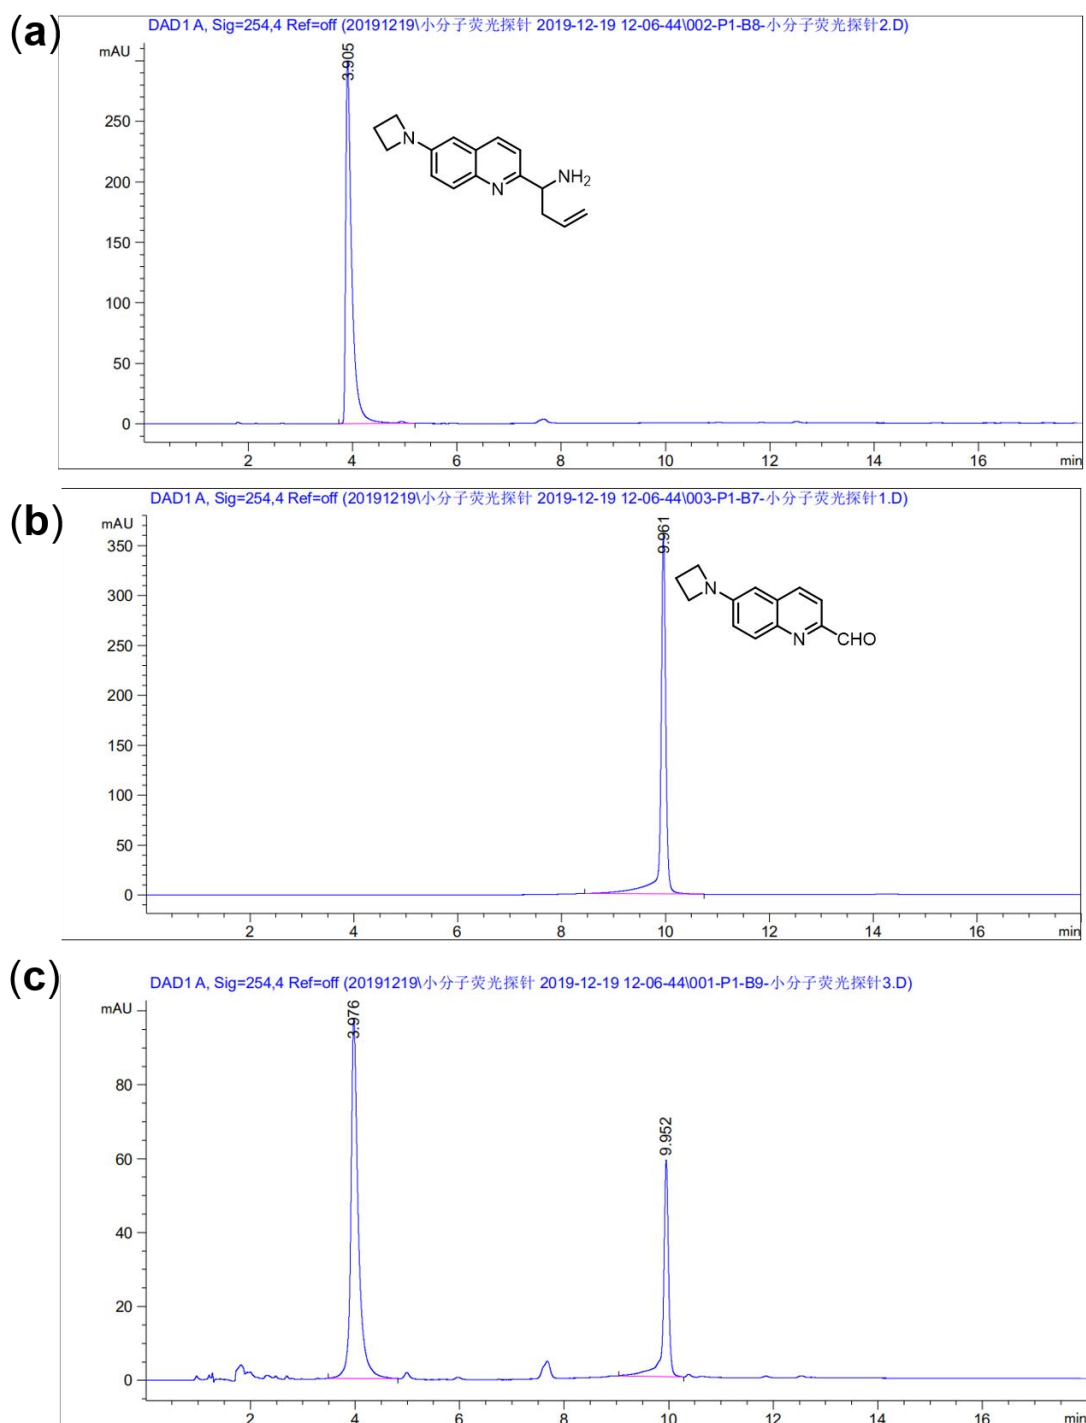 (a)
DAD1 A, Sig=254,4 Ref=off (20191219\小分子荧光探针 2019-12-19 12-06-44\002-P1-B8-小分子荧光探针2.D)
mAU
3.905
250
200
150
100
50
0
N
N
NH2
2 4 6 8 10 12 14 16 min
(b)
DAD1 A, Sig=254,4 Ref=off (20191219\小分子荧光探针 2019-12-19 12-06-44\003-P1-B7-小分子荧光探针1.D)
mAU
9.961
350
300
250
200
150
100
50
0
N
N
CHO
2 4 6 8 10 12 14 16 min
(c)
DAD1 A, Sig=254,4 Ref=off (20191219\小分子荧光探针 2019-12-19 12-06-44\001-P1-B9-小分子荧光探针3.D)
mAU
3.976
9.952
80
60
40
20
0
2 4 6 8 10 12 14 16 min